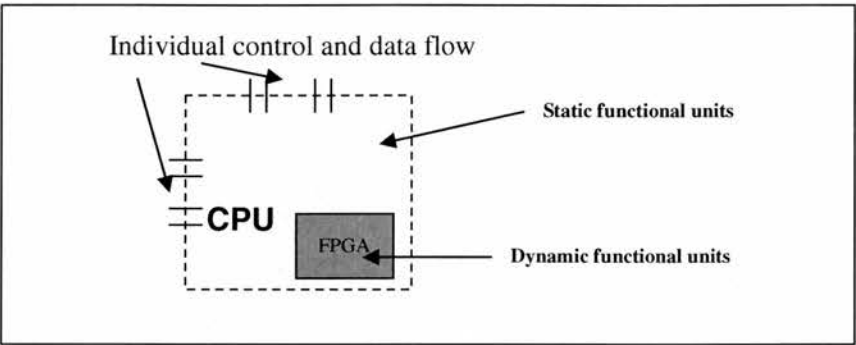 Individual control and data flow
Static functional units
CPU
FPGA
Dynamic functional units